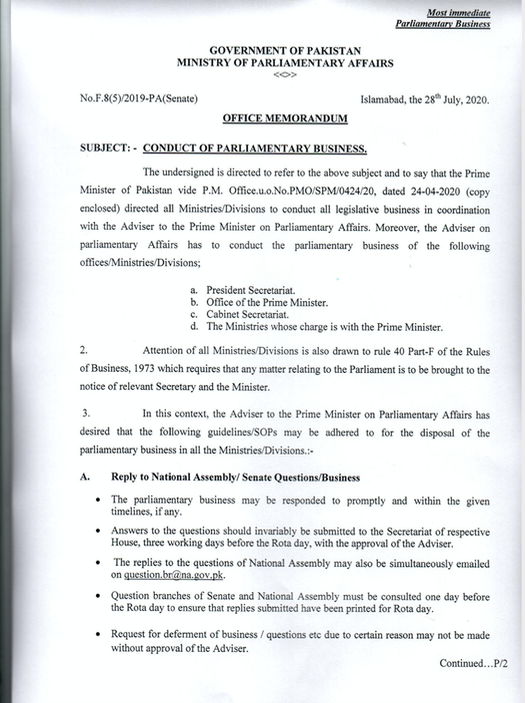 Most immediate
Parliamentary Business
GOVERNMENT OF PAKISTAN
MINISTRY OF PARLIAMENTARY AFFAIRS
<<>>
No.F.8(5)/2019-PA(Senate) Islamabad, the 28th July, 2020.
OFFICE MEMORANDUM
SUBJECT: - CONDUCT OF PARLIAMENTARY BUSINESS.
The undersigned is directed to refer to the above subject and to say that the Prime
Minister of Pakistan vide P.M. Office.u.o.No.PMO/SPM/0424/20, dated 24-04-2020 (copy
enclosed) directed all Ministries/Divisions to conduct all legislative business in coordination
with the Adviser to the Prime Minister on Parliamentary Affairs. Moreover, the Adviser on
parliamentary Affairs has to conduct the parliamentary business of the following
offices/Ministries/Divisions;
a. President Secretariat.
b. Office of the Prime Minister.
c. Cabinet Secretariat.
d. The Ministries whose charge is with the Prime Minister.
2. Attention of all Ministries/Divisions is also drawn to rule 40 Part-F of the Rules
of Business, 1973 which requires that any matter relating to the Parliament is to be brought to the
notice of relevant Secretary and the Minister.
3. In this context, the Adviser to the Prime Minister on Parliamentary Affairs has
desired that the following guidelines/SOPs may be adhered to for the disposal of the
parliamentary business in all the Ministries/Divisions.:-
A. Reply to National Assembly/ Senate Questions/Business
• The parliamentary business may be responded to promptly and within the given
timelines, if any.
• Answers to the questions should invariably be submitted to the Secretariat of respective
House, three working days before the Rota day, with the approval of the Adviser.
• The replies to the questions of National Assembly may also be simultaneously emailed
on question.br@na.gov.pk.
• Question branches of Senate and National Assembly must be consulted one day before
the Rota day to ensure that replies submitted have been printed for Rota day.
• Request for deferment of business / questions etc due to certain reason may not be made
without approval of the Adviser.
Continued...P/2